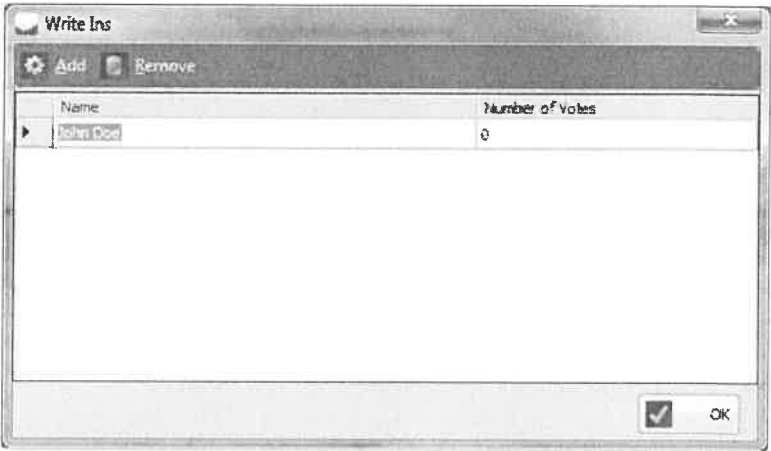 Write Ins
Add Remove
Name Number of Votes
John Doe 0
OK